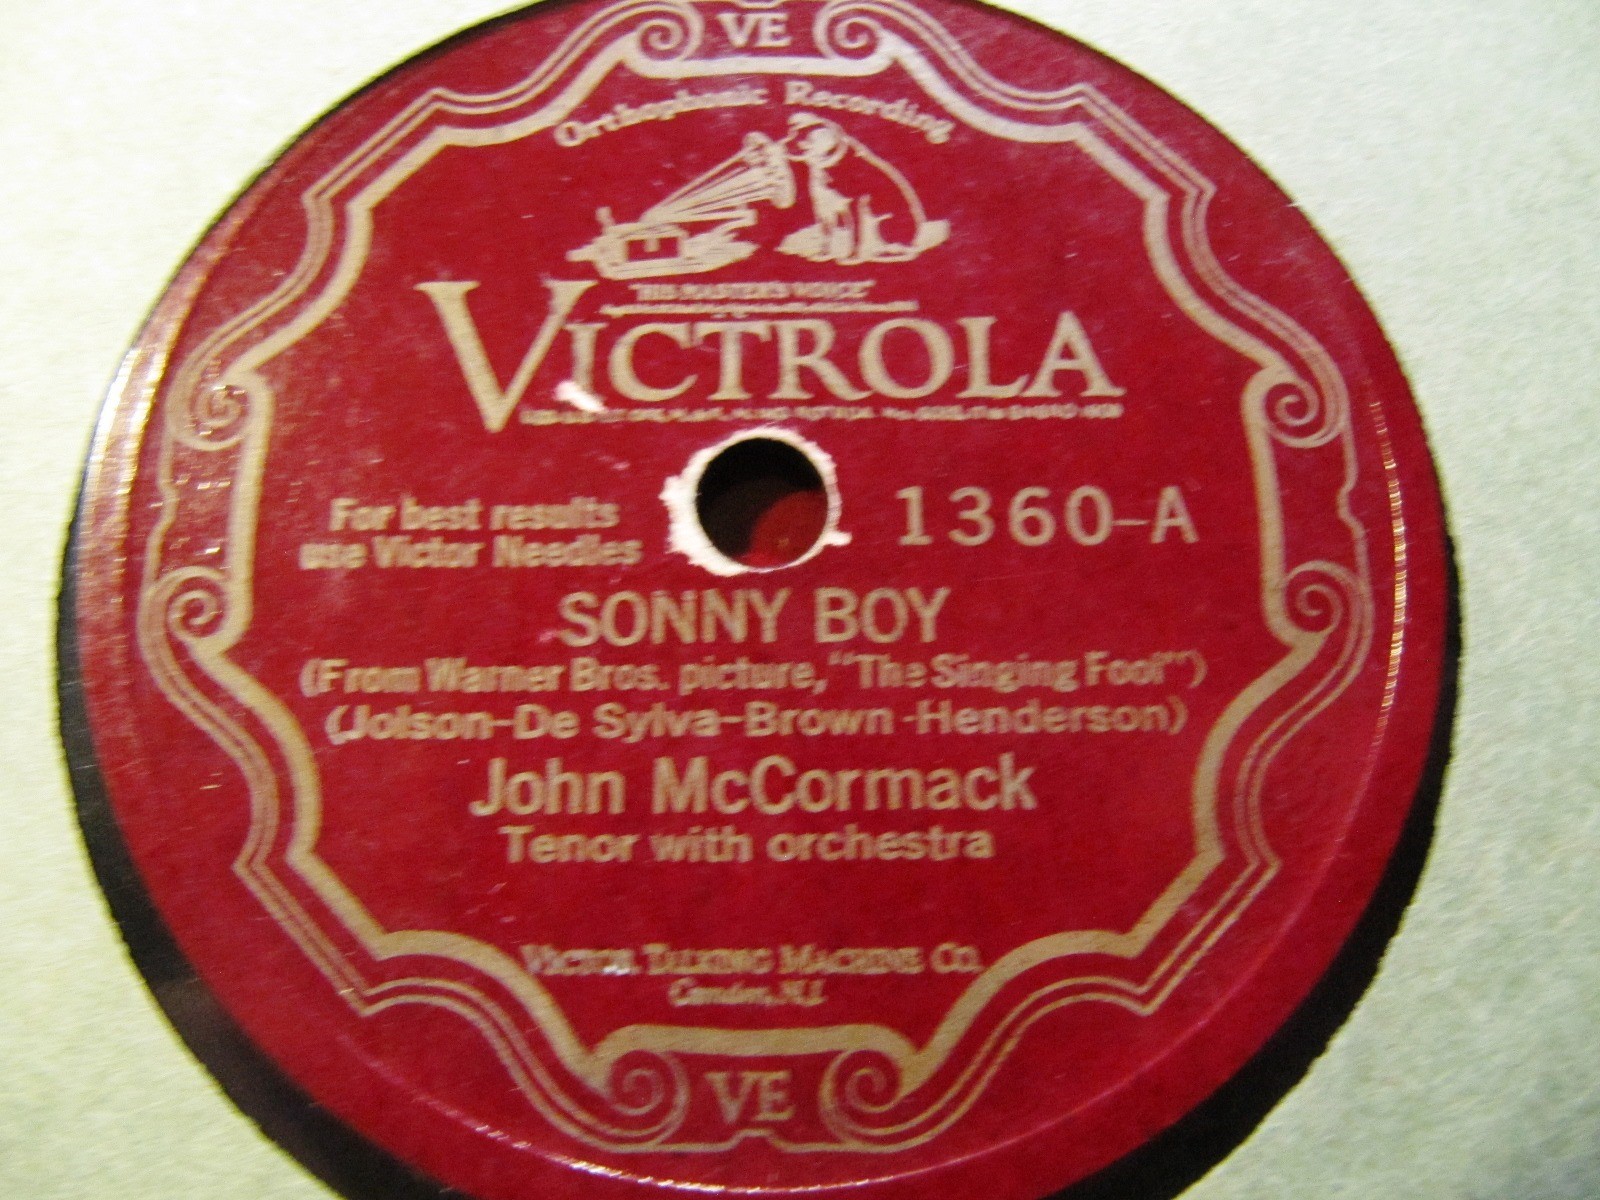 VE
Orthophonic Recording
"HIS MASTER'S VOICE"
VICTROLA
For best results
use Victor Needles
1360-A
SONNY BOY
(From Warner Bros. picture, "The Singing Fool")
(Jolson-De Sylva-Brown-Henderson)
John McCormack
Tenor with orchestra
VICTOR TALKING MACHINE CO.
Camden, N.J.
VE